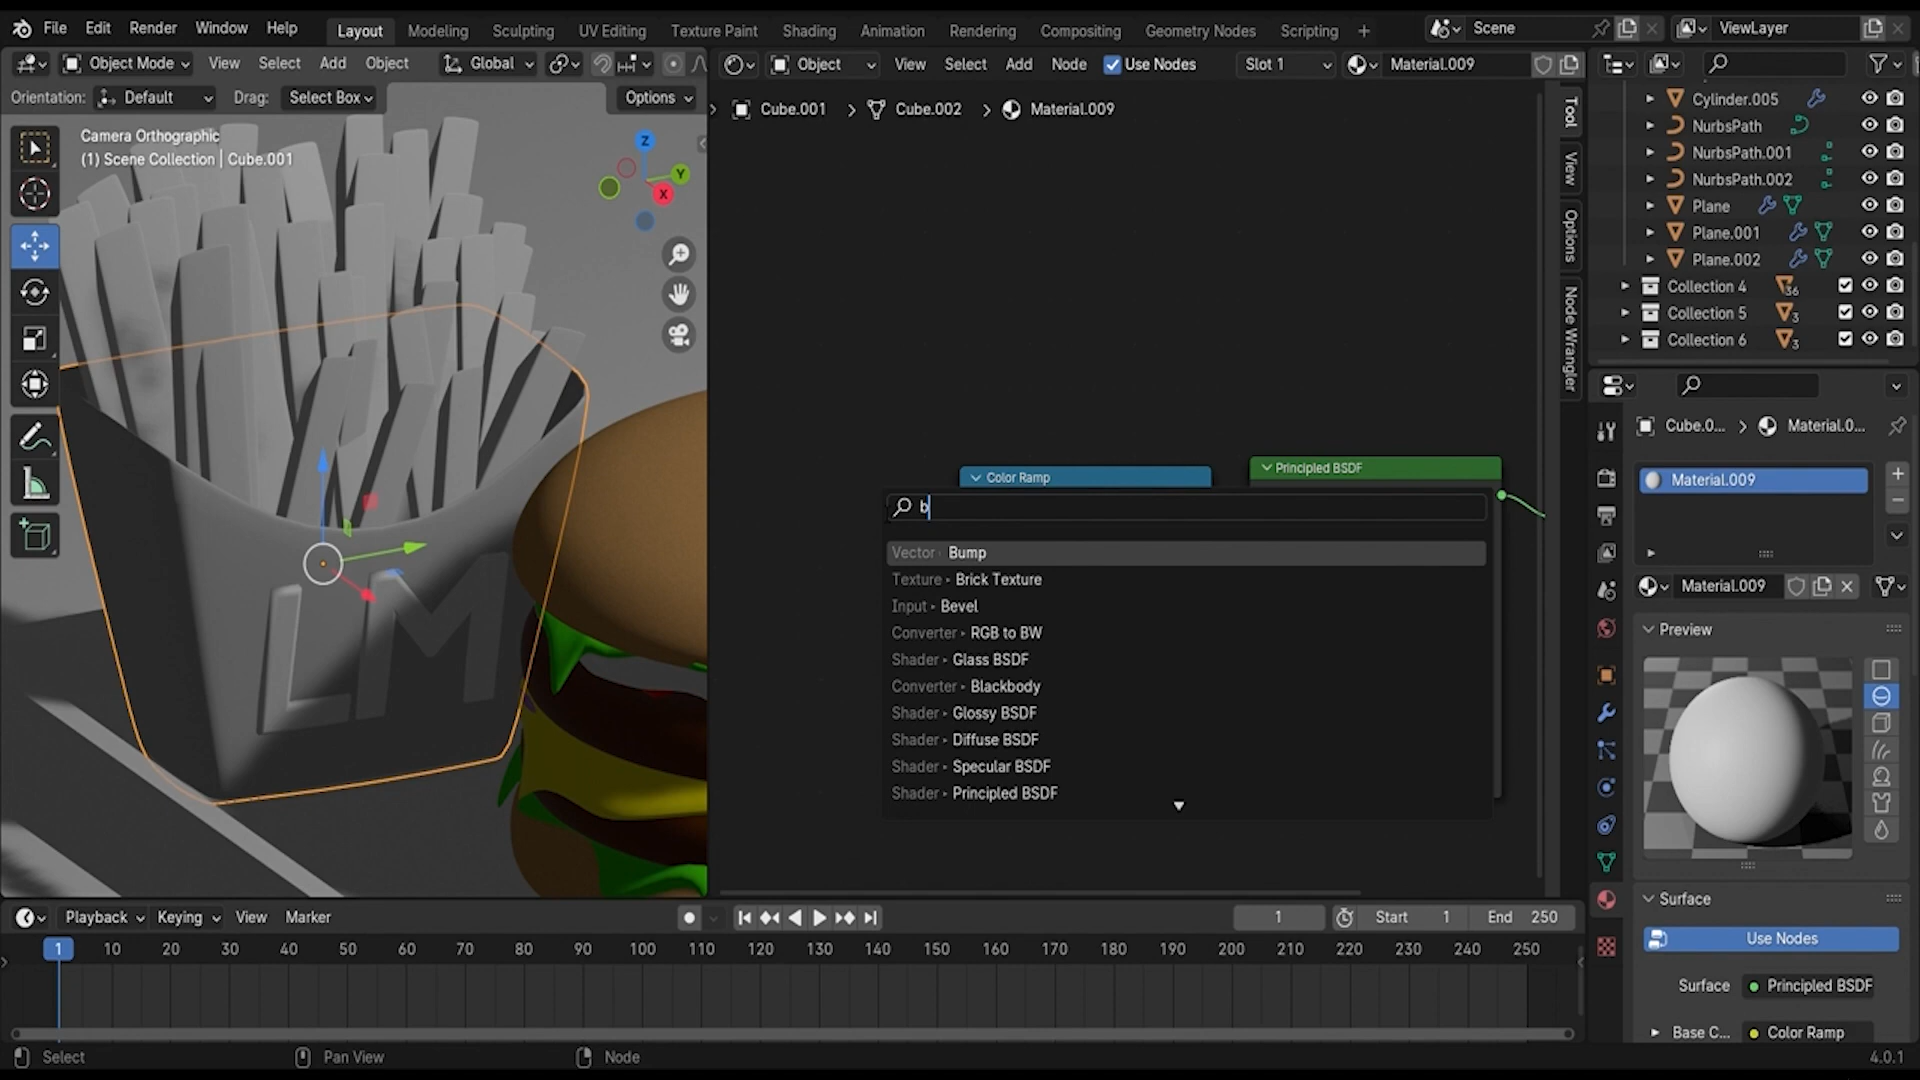 File Edit Render Window Help Layout Modeling Sculpting UV Editing Texture Paint Shading Animation Rendering Compositing Geometry Nodes Scripting + Scene ViewLayer
Object Mode View Select Add Object Global Object View Select Add Node Use Nodes Slot 1 Material.009
Orientation: Default Drag: Select Box Options
Cube.001 > Cube.002 > Material.009
Camera Orthographic
(1) Scene Collection | Cube.001
Z
Y
X
LM
Tool
View
Options
Node Wrangler
Color Ramp
Principled BSDF
b
Vector Bump
Texture Brick Texture
Input Bevel
Converter RGB to BW
Shader Glass BSDF
Converter Blackbody
Shader Glossy BSDF
Shader Diffuse BSDF
Shader Specular BSDF
Shader Principled BSDF
Cylinder.005
NurbsPath
NurbsPath.001
NurbsPath.002
Plane
Plane.001
Plane.002
Collection 4 36
Collection 5 3
Collection 6 3
Cube.0... > Material.0...
Material.009
Material.009
Preview
Surface
Use Nodes
Surface Principled BSDF
Base C... Color Ramp
Playback Keying View Marker 1 Start 1 End 250
1 10 20 30 40 50 60 70 80 90 100 110 120 130 140 150 160 170 180 190 200 210 220 230 240 250
Select Pan View Node 4.0.1